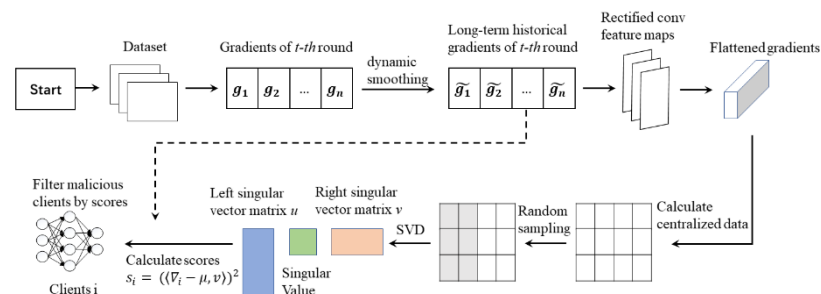 Start
Dataset
Gradients of t-th round
g₁ g₂ ... gₙ
dynamic
smoothing
Long-term historical
gradients of t-th round
g̃₁ g̃₂ ... g̃ₙ
Rectified conv
feature maps
Flattened gradients
Calculate
centralized data
Random
sampling
SVD
Right singular
vector matrix v
Left singular
vector matrix u
Singular
Value
Calculate scores
sᵢ = (⟨∇̄ᵢ − μ, v⟩)²
Filter malicious
clients by scores
Clients i